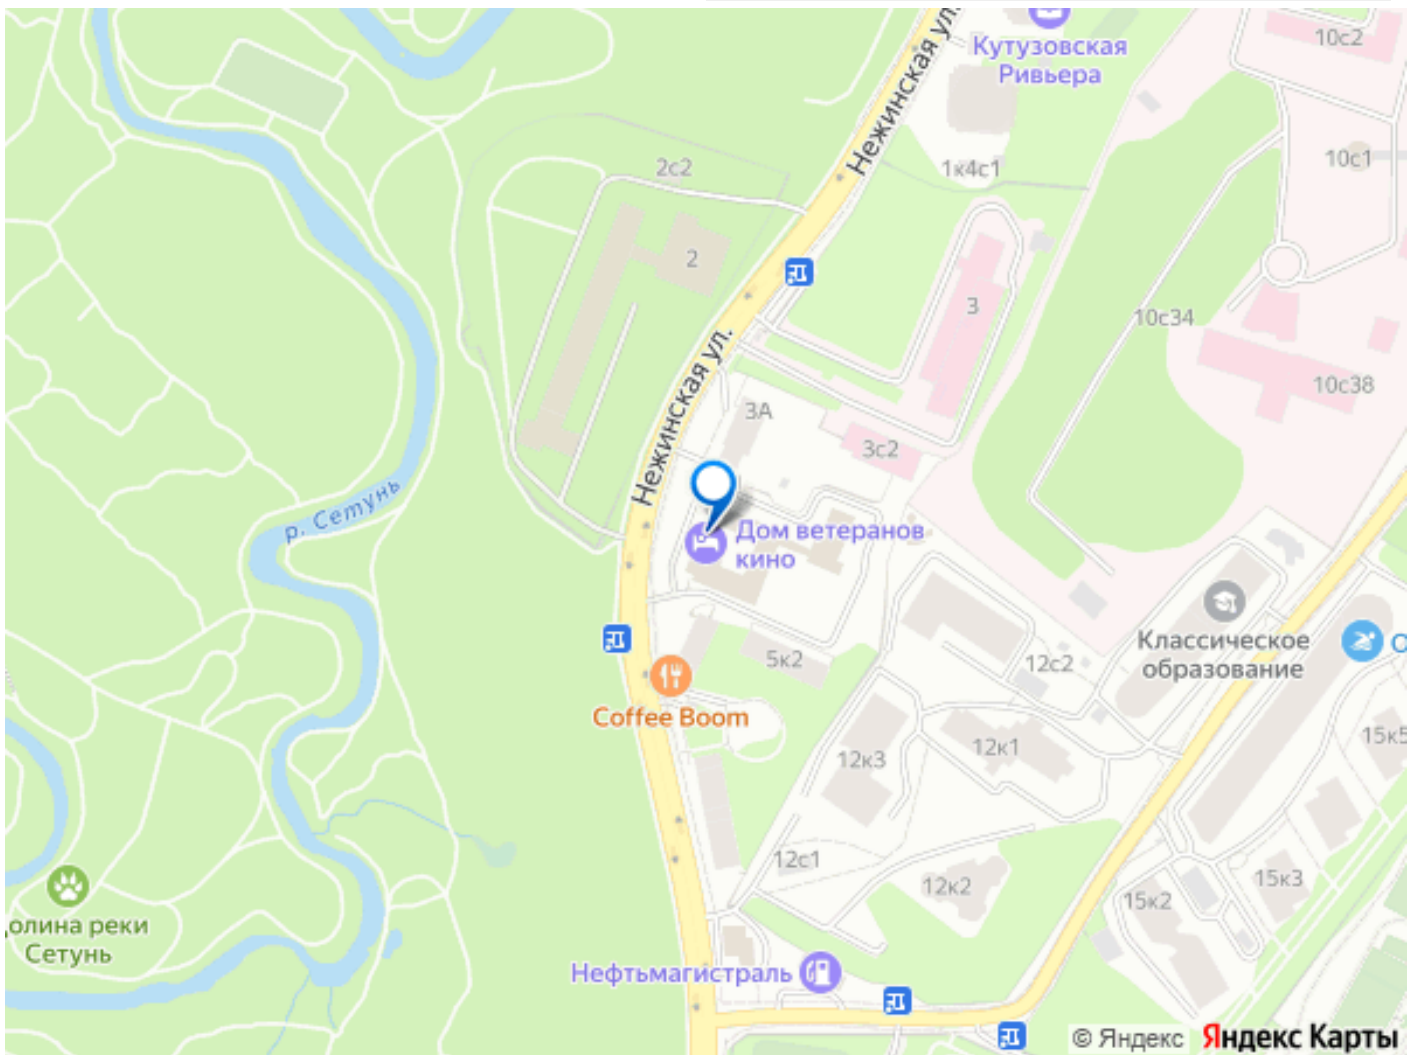 Нежинская ул.
Кутузовская
Ривьера
10с2
10с1
1к4с1
2с2
2
3
10с34
10с38
Нежинская ул.
3А
3с2
р. Сетунь
Дом ветеранов
кино
Классическое
образование
О
5к2
12с2
Coffee Boom
12к3
12к1
15к5
12с1
12к2
15к3
15к2
олина реки
Сетунь
Нефтьмагистраль
© Яндекс Яндекс Карты